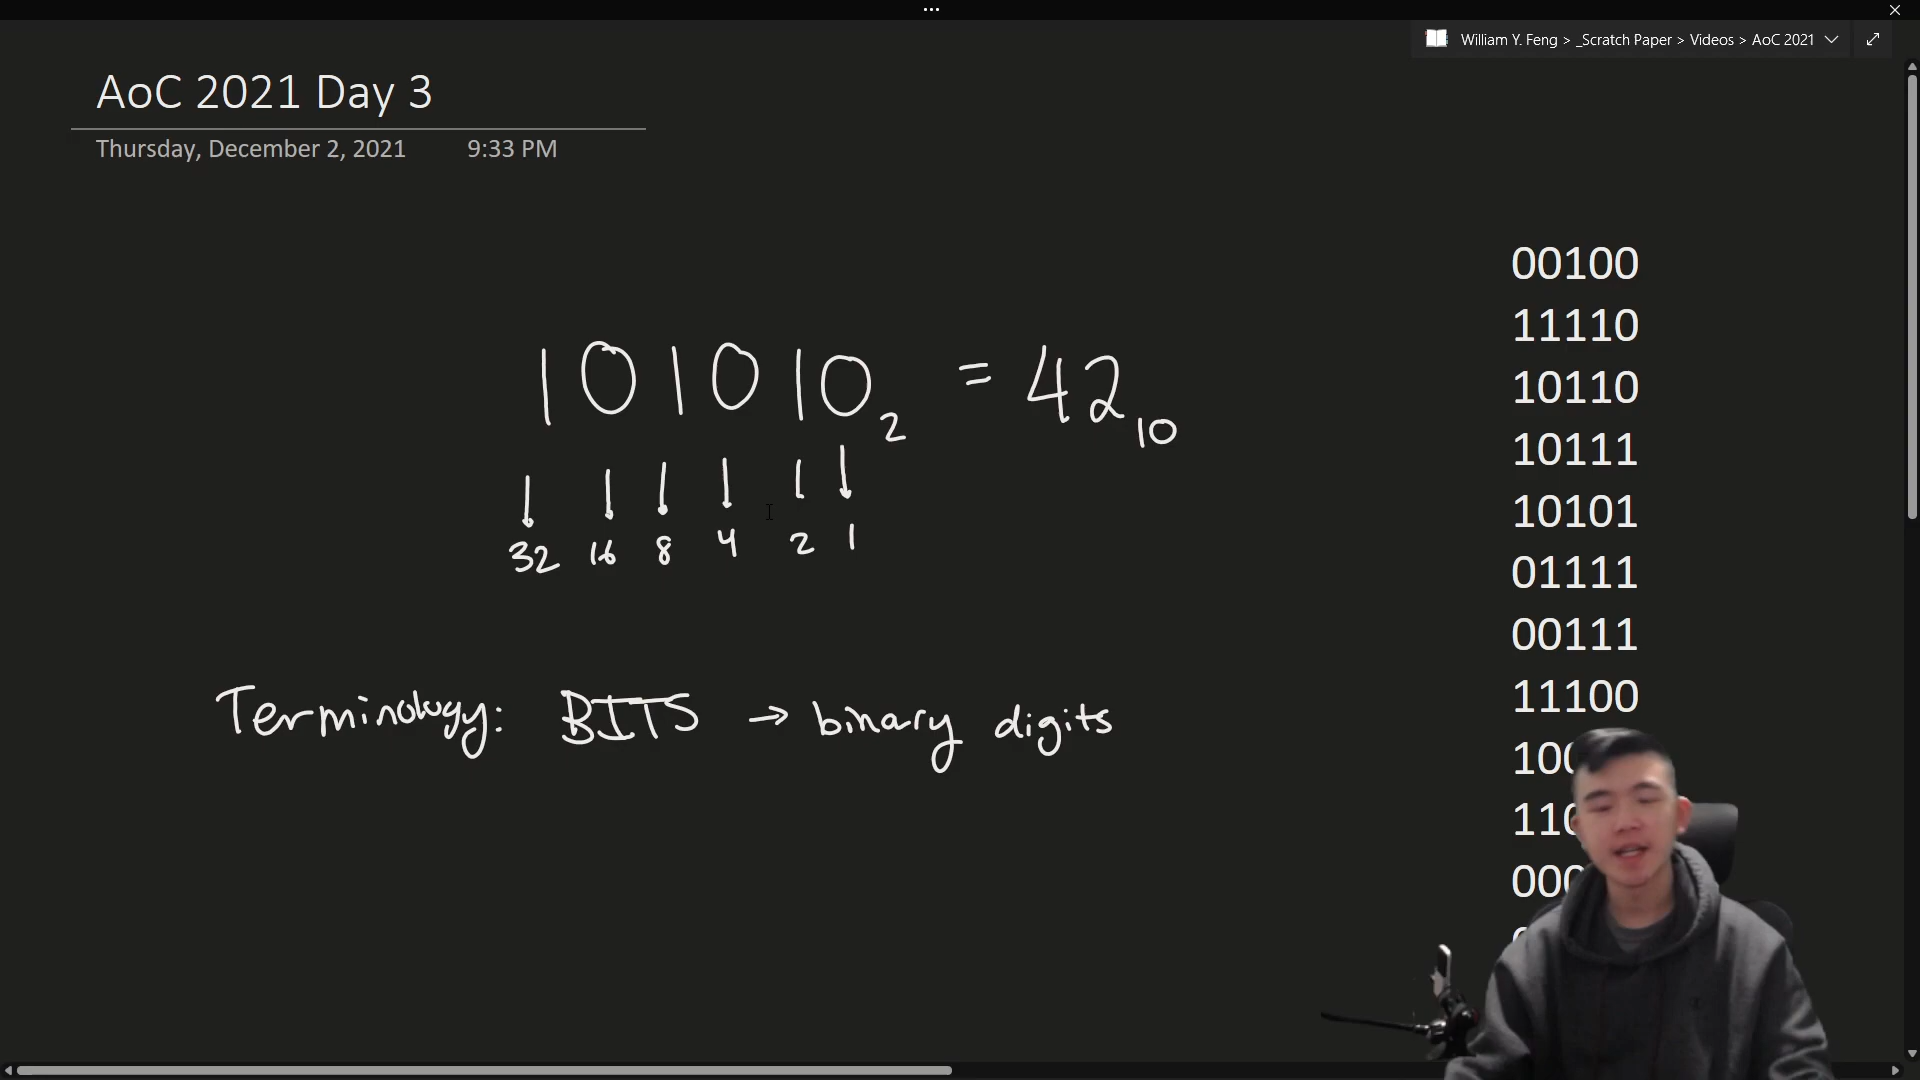 William Y. Feng > _Scratch Paper > Videos > AoC 2021
AoC 2021 Day 3
Thursday, December 2, 2021 9:33 PM
101010₂ = 42₁₀
32 16 8 4 2 1
Terminology: BITS → binary digits
00100
11110
10110
10111
10101
01111
00111
11100